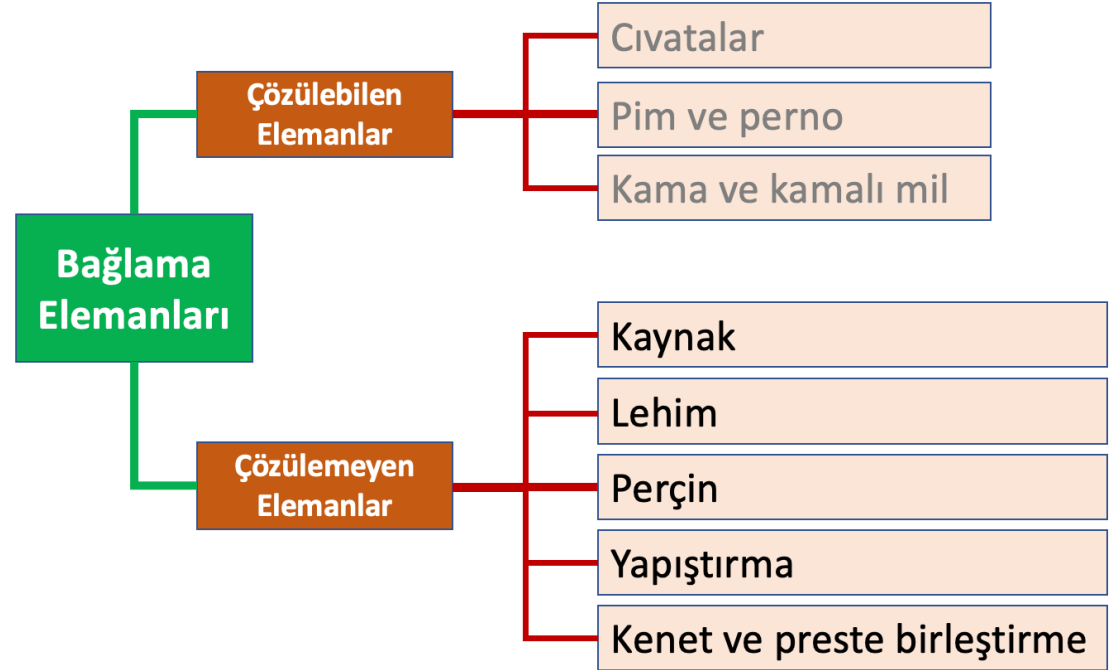 Bağlama
Elemanları
Çözülebilen
Elemanlar
Cıvatalar
Pim ve perno
Kama ve kamalı mil
Çözülemeyen
Elemanlar
Kaynak
Lehim
Perçin
Yapıştırma
Kenet ve preste birleştirme